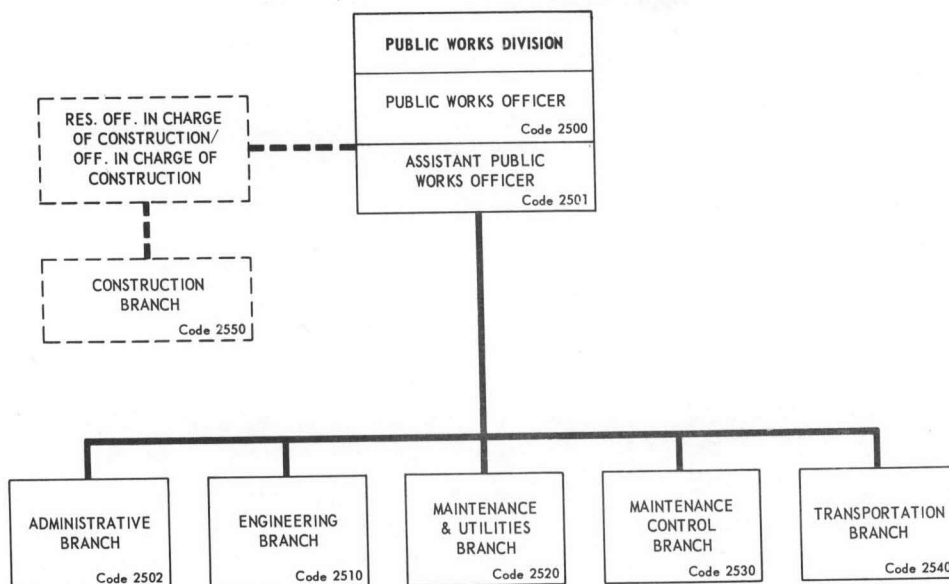 PUBLIC WORKS DIVISION
PUBLIC WORKS OFFICER
Code 2500
ASSISTANT PUBLIC
WORKS OFFICER
Code 2501
RES. OFF. IN CHARGE
OF CONSTRUCTION/
OFF. IN CHARGE OF
CONSTRUCTION
CONSTRUCTION
BRANCH
Code 2550
ADMINISTRATIVE
BRANCH
Code 2502
ENGINEERING
BRANCH
Code 2510
MAINTENANCE
& UTILITIES
BRANCH
Code 2520
MAINTENANCE
CONTROL
BRANCH
Code 2530
TRANSPORTATION
BRANCH
Code 2540